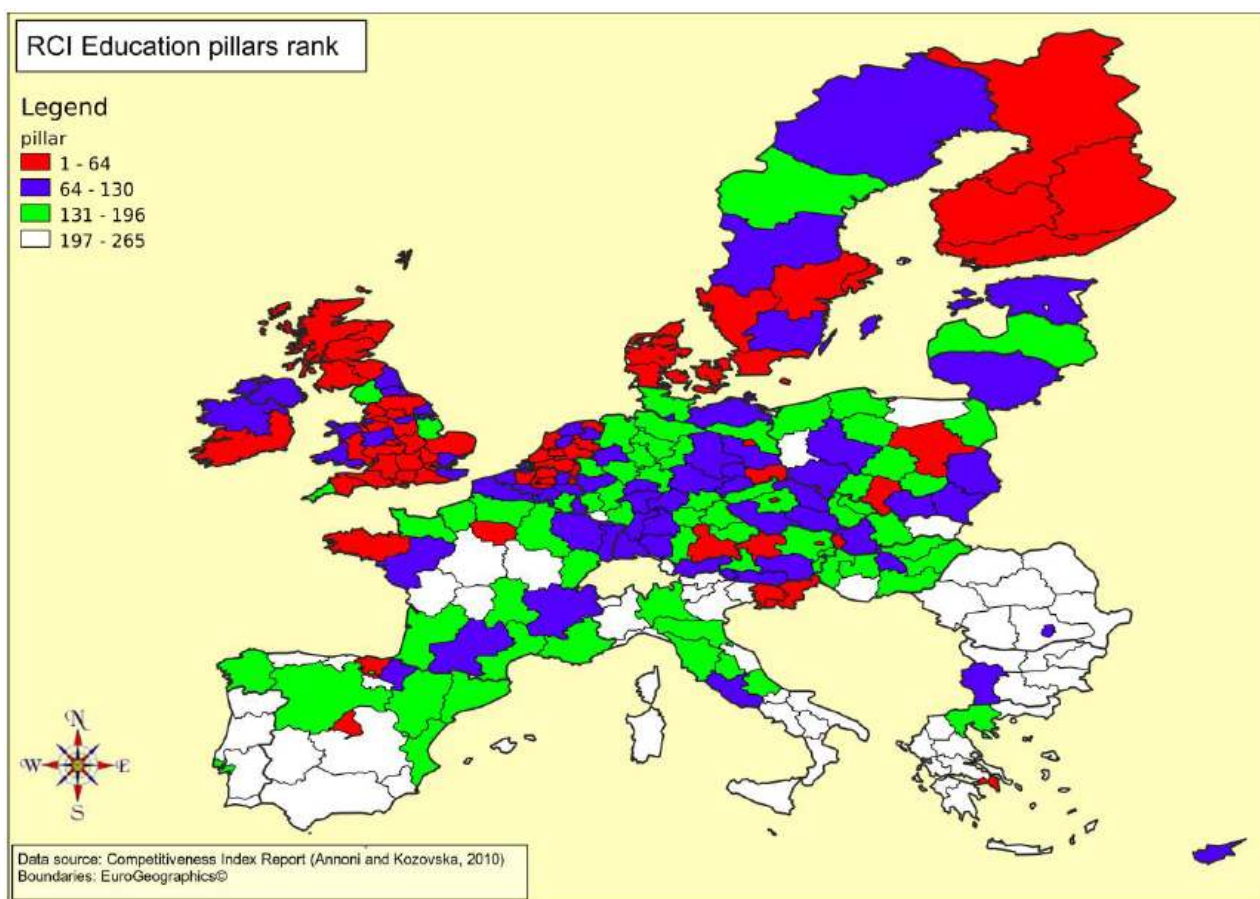 RCI Education pillars rank
Legend
pillar
1 - 64
64 - 130
131 - 196
197 - 265
N
W E
S
Data source: Competitiveness Index Report (Annoni and Kozovska, 2010)
Boundaries: EuroGeographics©